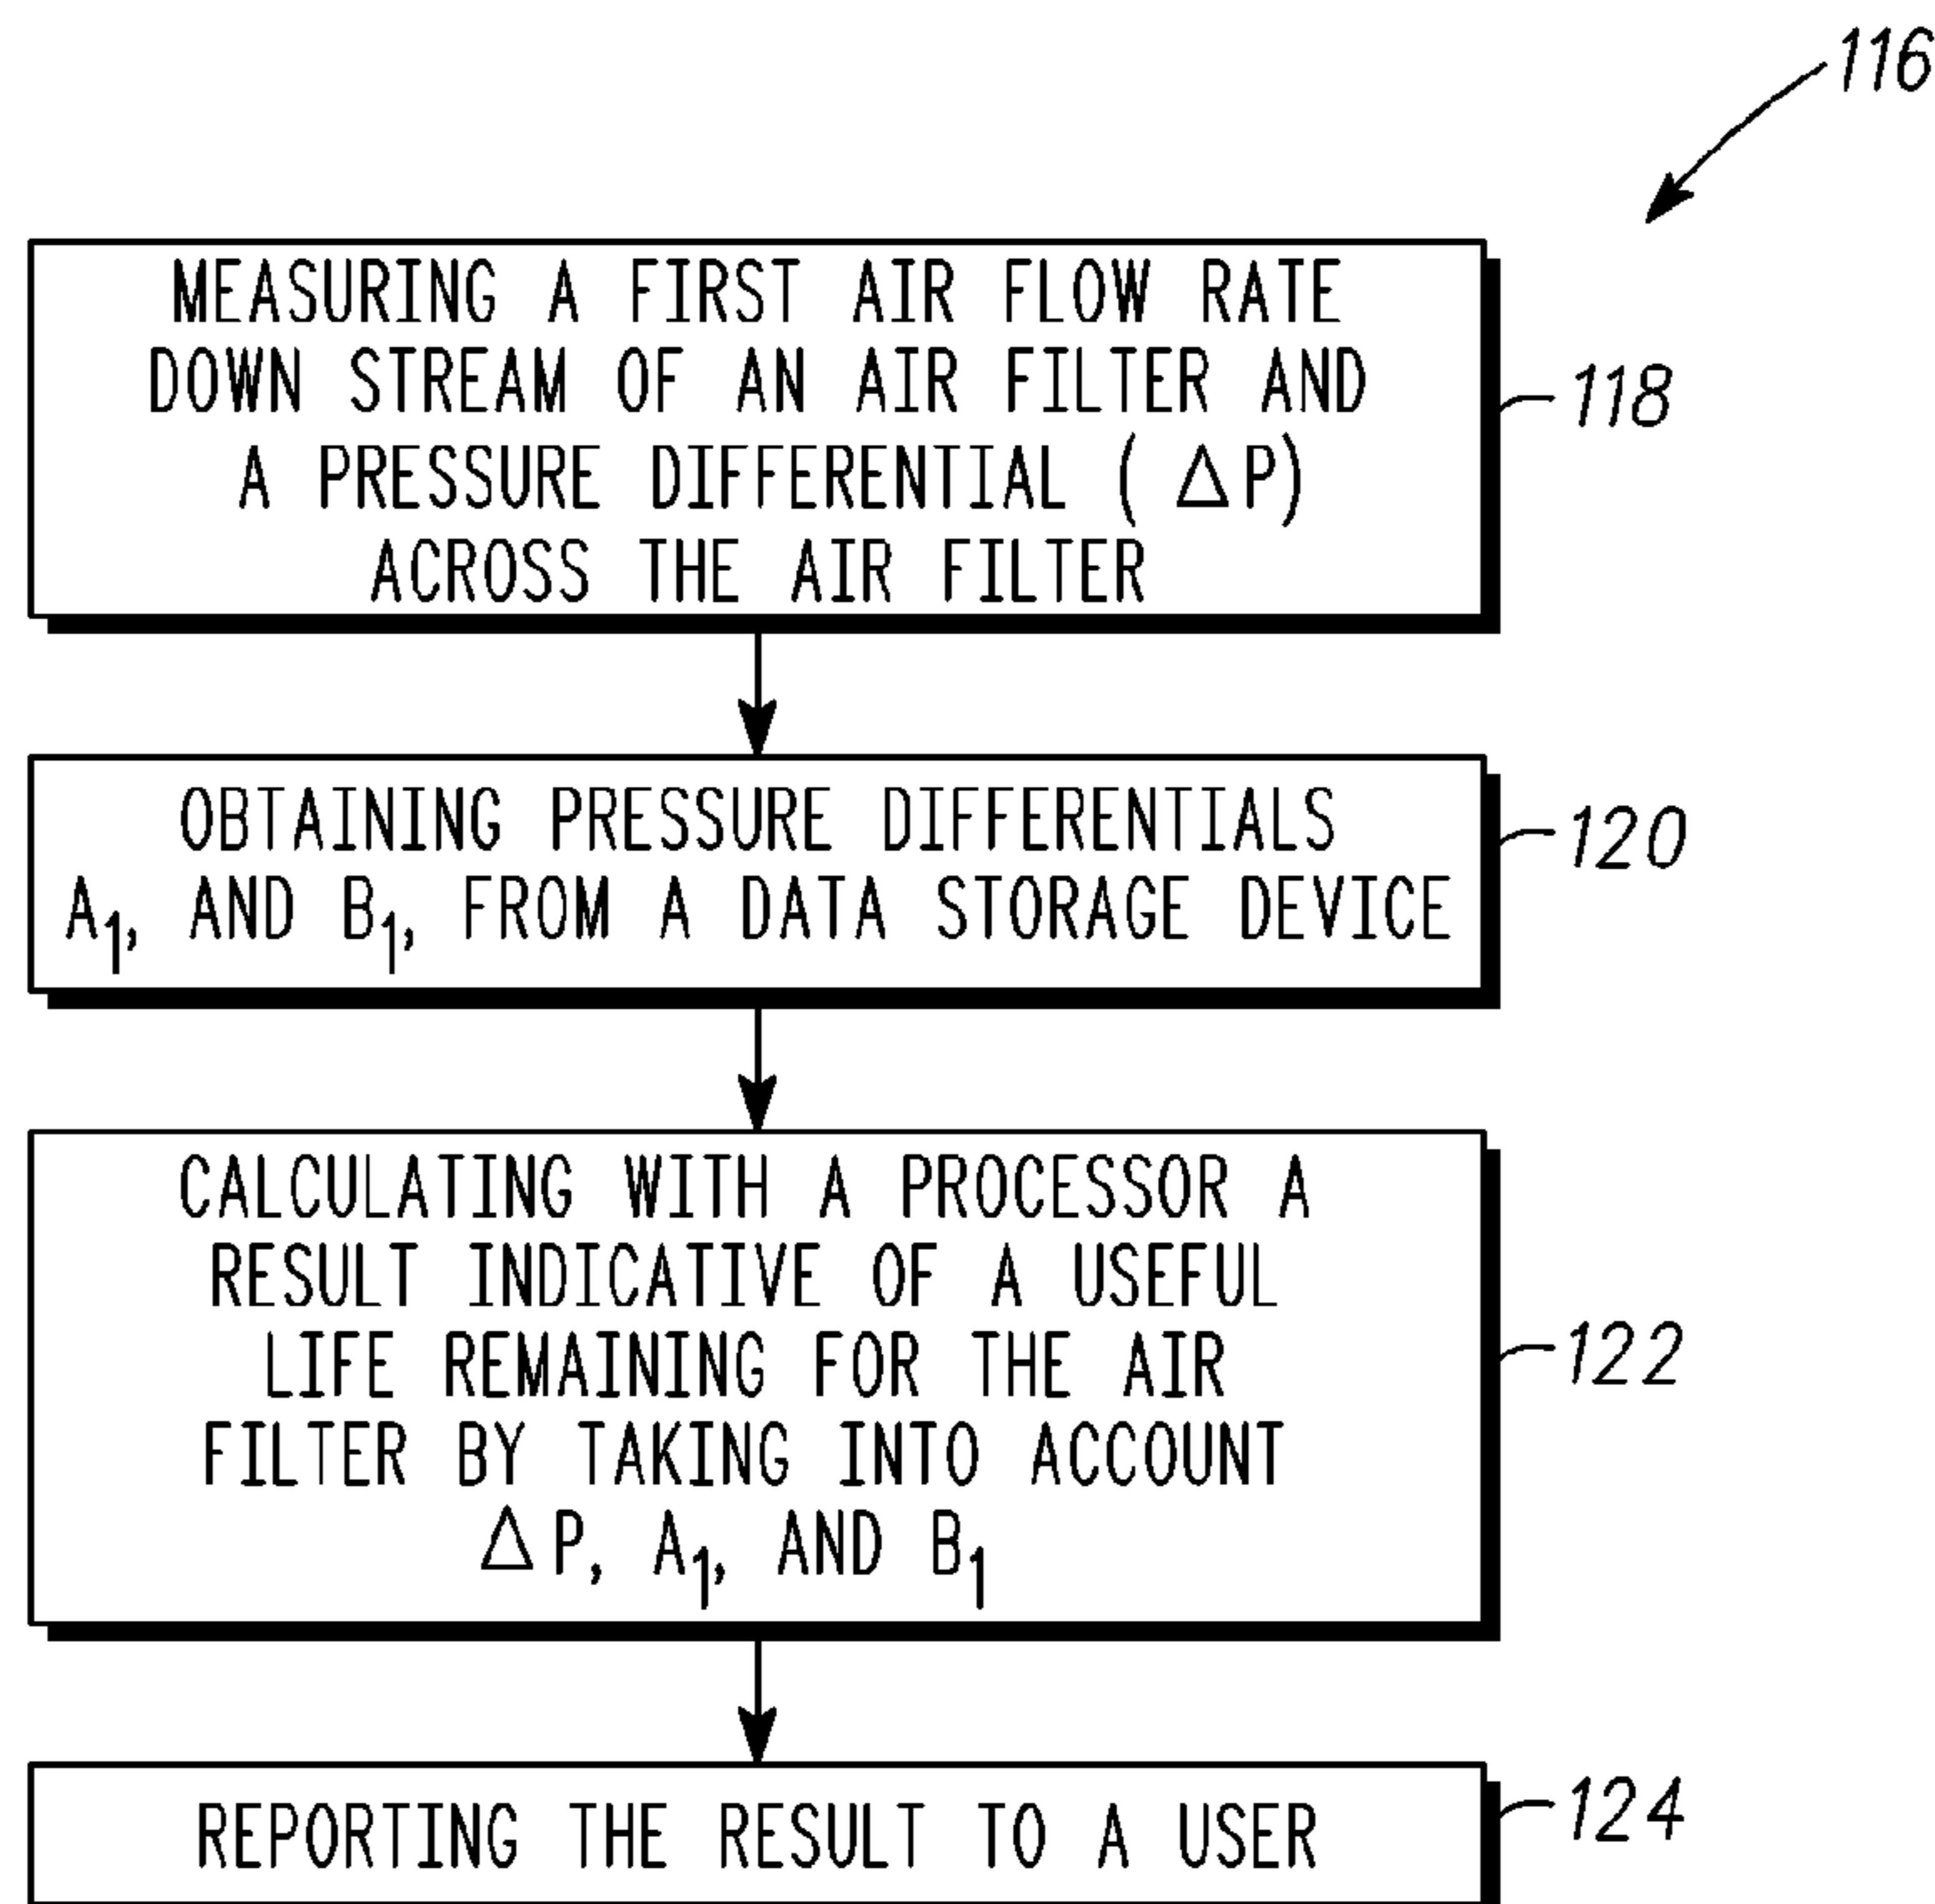 116
MEASURING A FIRST AIR FLOW RATE
DOWN STREAM OF AN AIR FILTER AND
A PRESSURE DIFFERENTIAL ( ΔP)
ACROSS THE AIR FILTER
118
OBTAINING PRESSURE DIFFERENTIALS
A₁, AND B₁, FROM A DATA STORAGE DEVICE
120
CALCULATING WITH A PROCESSOR A
RESULT INDICATIVE OF A USEFUL
LIFE REMAINING FOR THE AIR
FILTER BY TAKING INTO ACCOUNT
ΔP, A₁, AND B₁
122
REPORTING THE RESULT TO A USER
124